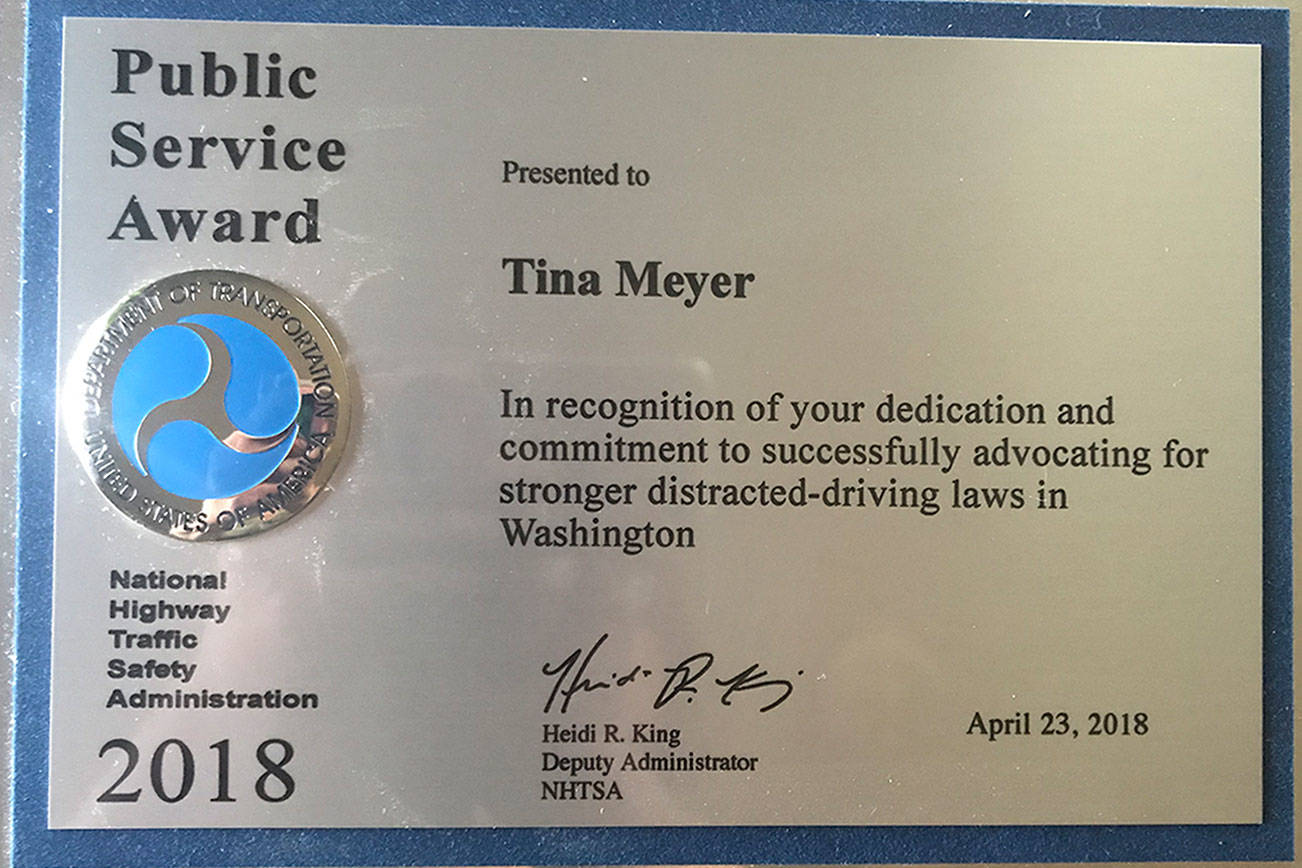 Public
Service
Award
DEPARTMENT OF TRANSPORTATION
UNITED STATES OF AMERICA
National
Highway
Traffic
Safety
Administration
2018
Presented to
Tina Meyer
In recognition of your dedication and
commitment to successfully advocating for
stronger distracted-driving laws in
Washington
Heidi R. King
Heidi R. King
Deputy Administrator
NHTSA
April 23, 2018